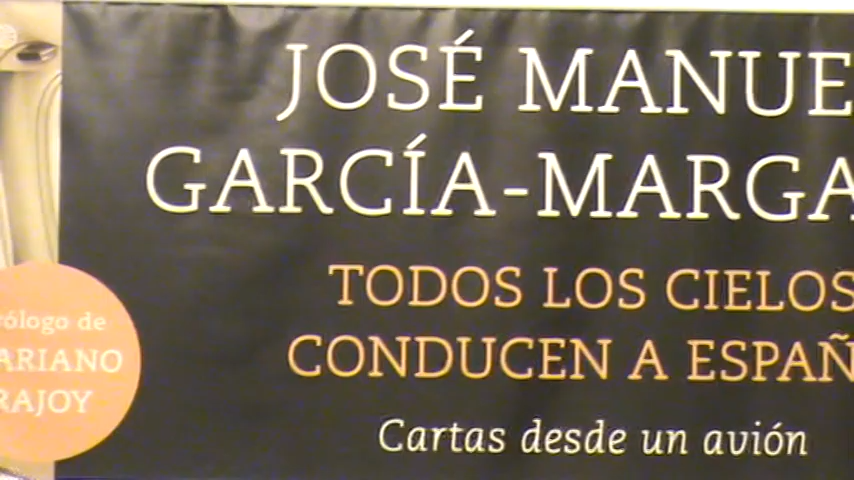 JOSÉ MANUE
GARCÍA-MARGA
TODOS LOS CIELOS
CONDUCEN A ESPAÑ
Cartas desde un avión
rólogo de
ARIANO
RAJOY